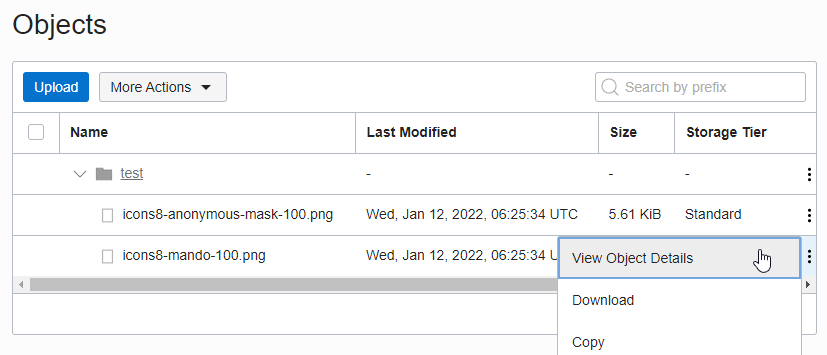 Objects
Upload More Actions Search by prefix
Name Last Modified Size Storage Tier
test - - -
icons8-anonymous-mask-100.png Wed, Jan 12, 2022, 06:25:34 UTC 5.61 KiB Standard
icons8-mando-100.png Wed, Jan 12, 2022, 06:25:34 U
View Object Details
Download
Copy